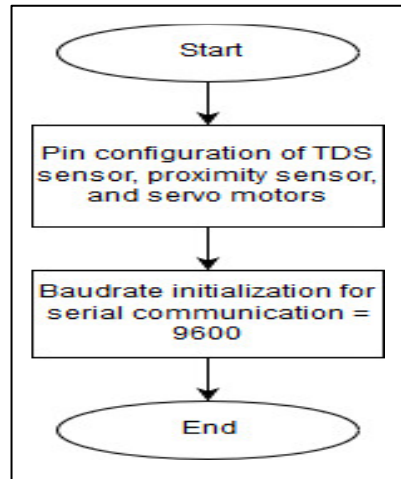 Start
Pin configuration of TDS
sensor, proximity sensor,
and servo motors
Baudrate initialization for
serial communication =
9600
End